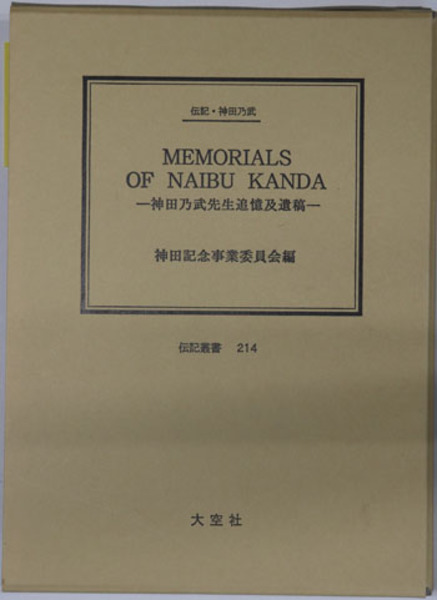 伝記・神田乃武
MEMORIALS
OF NAIBU KANDA
―神田乃武先生追憶及遺稿―
神田記念事業委員会編
伝記叢書 214
大空社